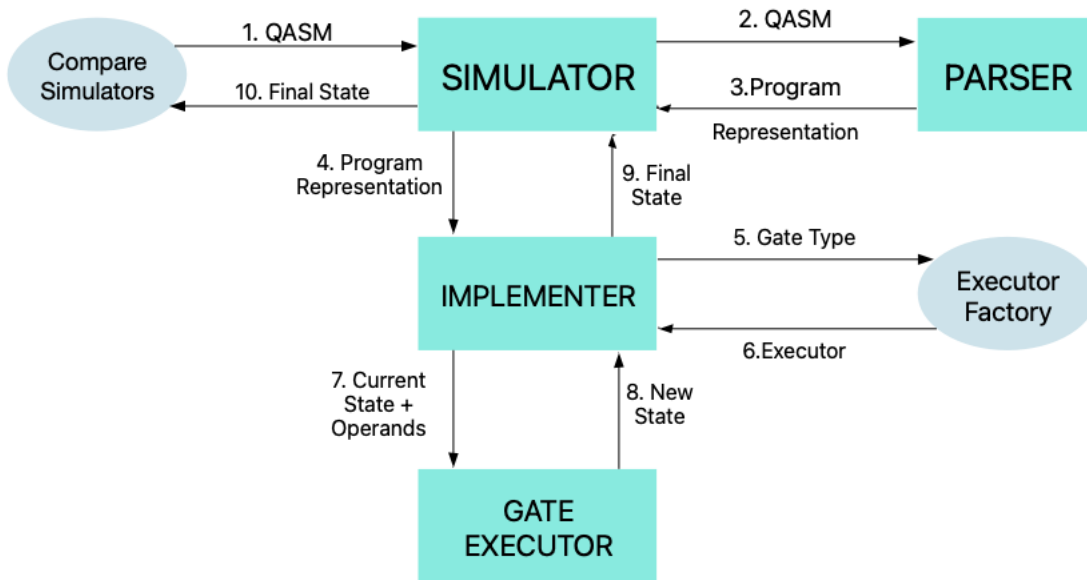 1. QASM
2. QASM
Compare
Simulators
SIMULATOR
PARSER
10. Final State
3.Program
Representation
4. Program
Representation
9. Final
State
5. Gate Type
IMPLEMENTER
Executor
Factory
6.Executor
7. Current
State +
Operands
8. New
State
GATE
EXECUTOR